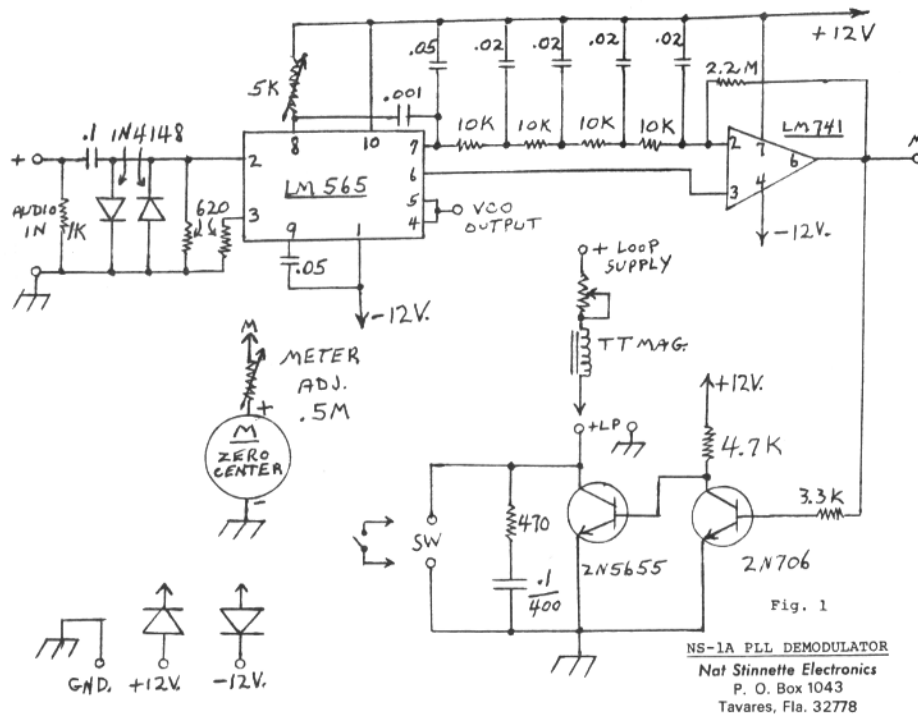 +12V
.05
.02
.02
.02
.02
2.2M
5K
.001
.1
1N4148
10K
10K
10K
10K
LM741
M
+
2
8
10
7
2
7
6
LM565
6
3
4
AUDIO
IN
1K
620
3
9
1
5
4
VCO
OUTPUT
-12V.
.05
-12V.
+ LOOP
SUPPLY
TT MAG.
M
METER
ADJ.
.5M
+
M
ZERO
CENTER
-
+12V.
+LP
4.7K
3.3K
470
SW
2N5655
2N706
.1
400
Fig. 1
NS-1A PLL DEMODULATOR
Nat Stinnette Electronics
P. O. Box 1043
Tavares, Fla. 32778
GND.
+12V.
-12V.